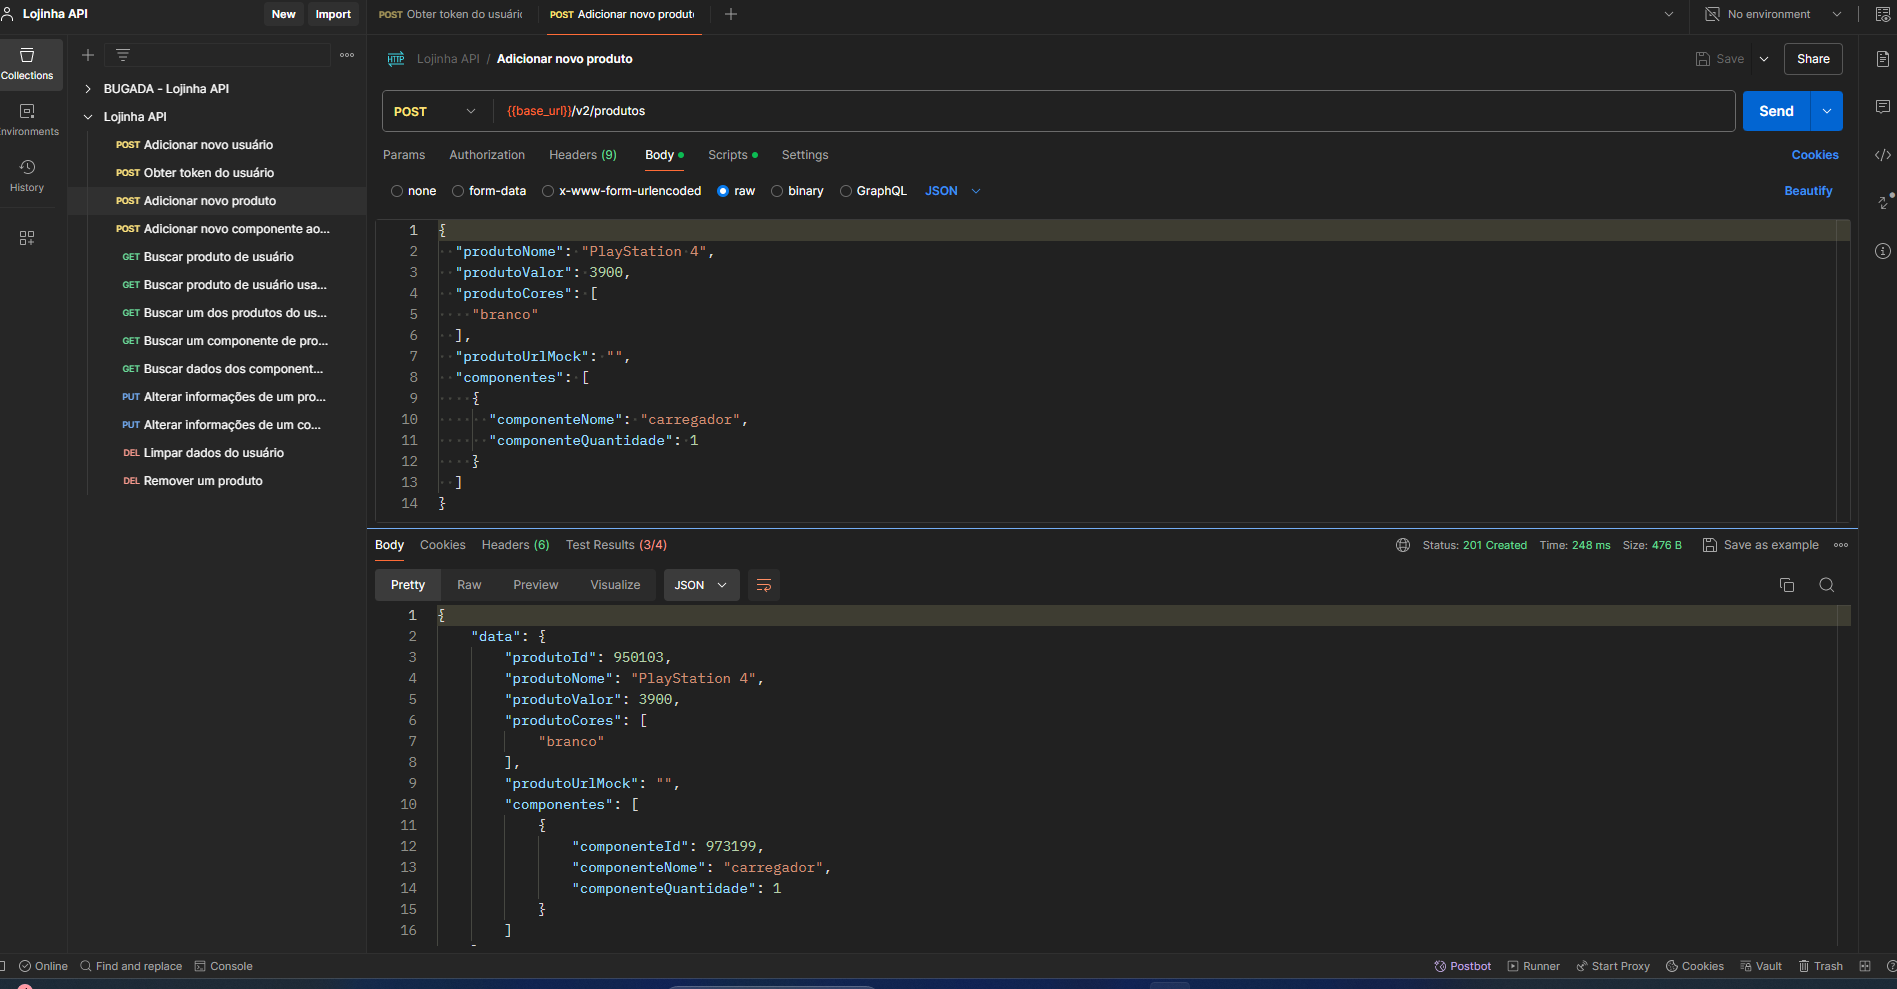 Lojinha API
New
Import
POST Obter token do usuári
POST Adicionar novo produt
No environment
Collections
nvironments
History
BUGADA - Lojinha API
Lojinha API
POST Adicionar novo usuário
POST Obter token do usuário
POST Adicionar novo produto
POST Adicionar novo componente ao...
GET Buscar produto de usuário
GET Buscar produto de usuário usa...
GET Buscar um dos produtos do us...
GET Buscar um componente de pro...
GET Buscar dados dos component...
PUT Alterar informações de um pro...
PUT Alterar informações de um co...
DEL Limpar dados do usuário
DEL Remover um produto
HTTP Lojinha API / Adicionar novo produto
Save
Share
POST {{base_url}}/v2/produtos
Send
Params Authorization Headers (9) Body Scripts Settings
Cookies
none form-data x-www-form-urlencoded raw binary GraphQL JSON
Beautify
1 {
2 "produtoNome": "PlayStation 4",
3 "produtoValor": 3900,
4 "produtoCores": [
5 "branco"
6 ],
7 "produtoUrlMock": "",
8 "componentes": [
9 {
10 "componenteNome": "carregador",
11 "componenteQuantidade": 1
12 }
13 ]
14 }
Body Cookies Headers (6) Test Results (3/4)
Status: 201 Created Time: 248 ms Size: 476 B Save as example
Pretty Raw Preview Visualize JSON
1 {
2 "data": {
3 "produtoId": 950103,
4 "produtoNome": "PlayStation 4",
5 "produtoValor": 3900,
6 "produtoCores": [
7 "branco"
8 ],
9 "produtoUrlMock": "",
10 "componentes": [
11 {
12 "componenteId": 973199,
13 "componenteNome": "carregador",
14 "componenteQuantidade": 1
15 }
16 ]
Online Find and replace Console
Postbot Runner Start Proxy Cookies Vault Trash